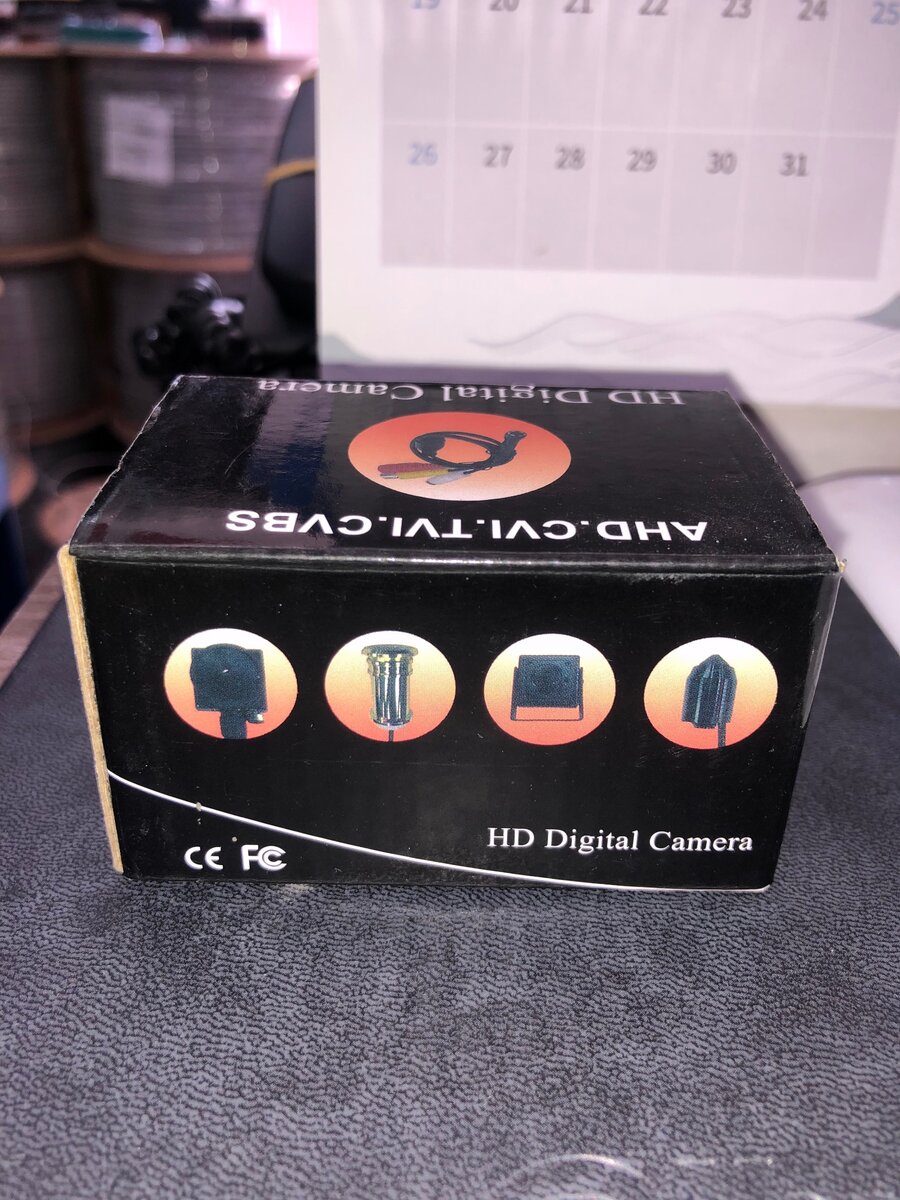 19 20 21 22 23 24 25
26 27 28 29 30 31
HD Digital Camera
AHD.CVI.TVI.CVBS
HD Digital Camera
CE FC